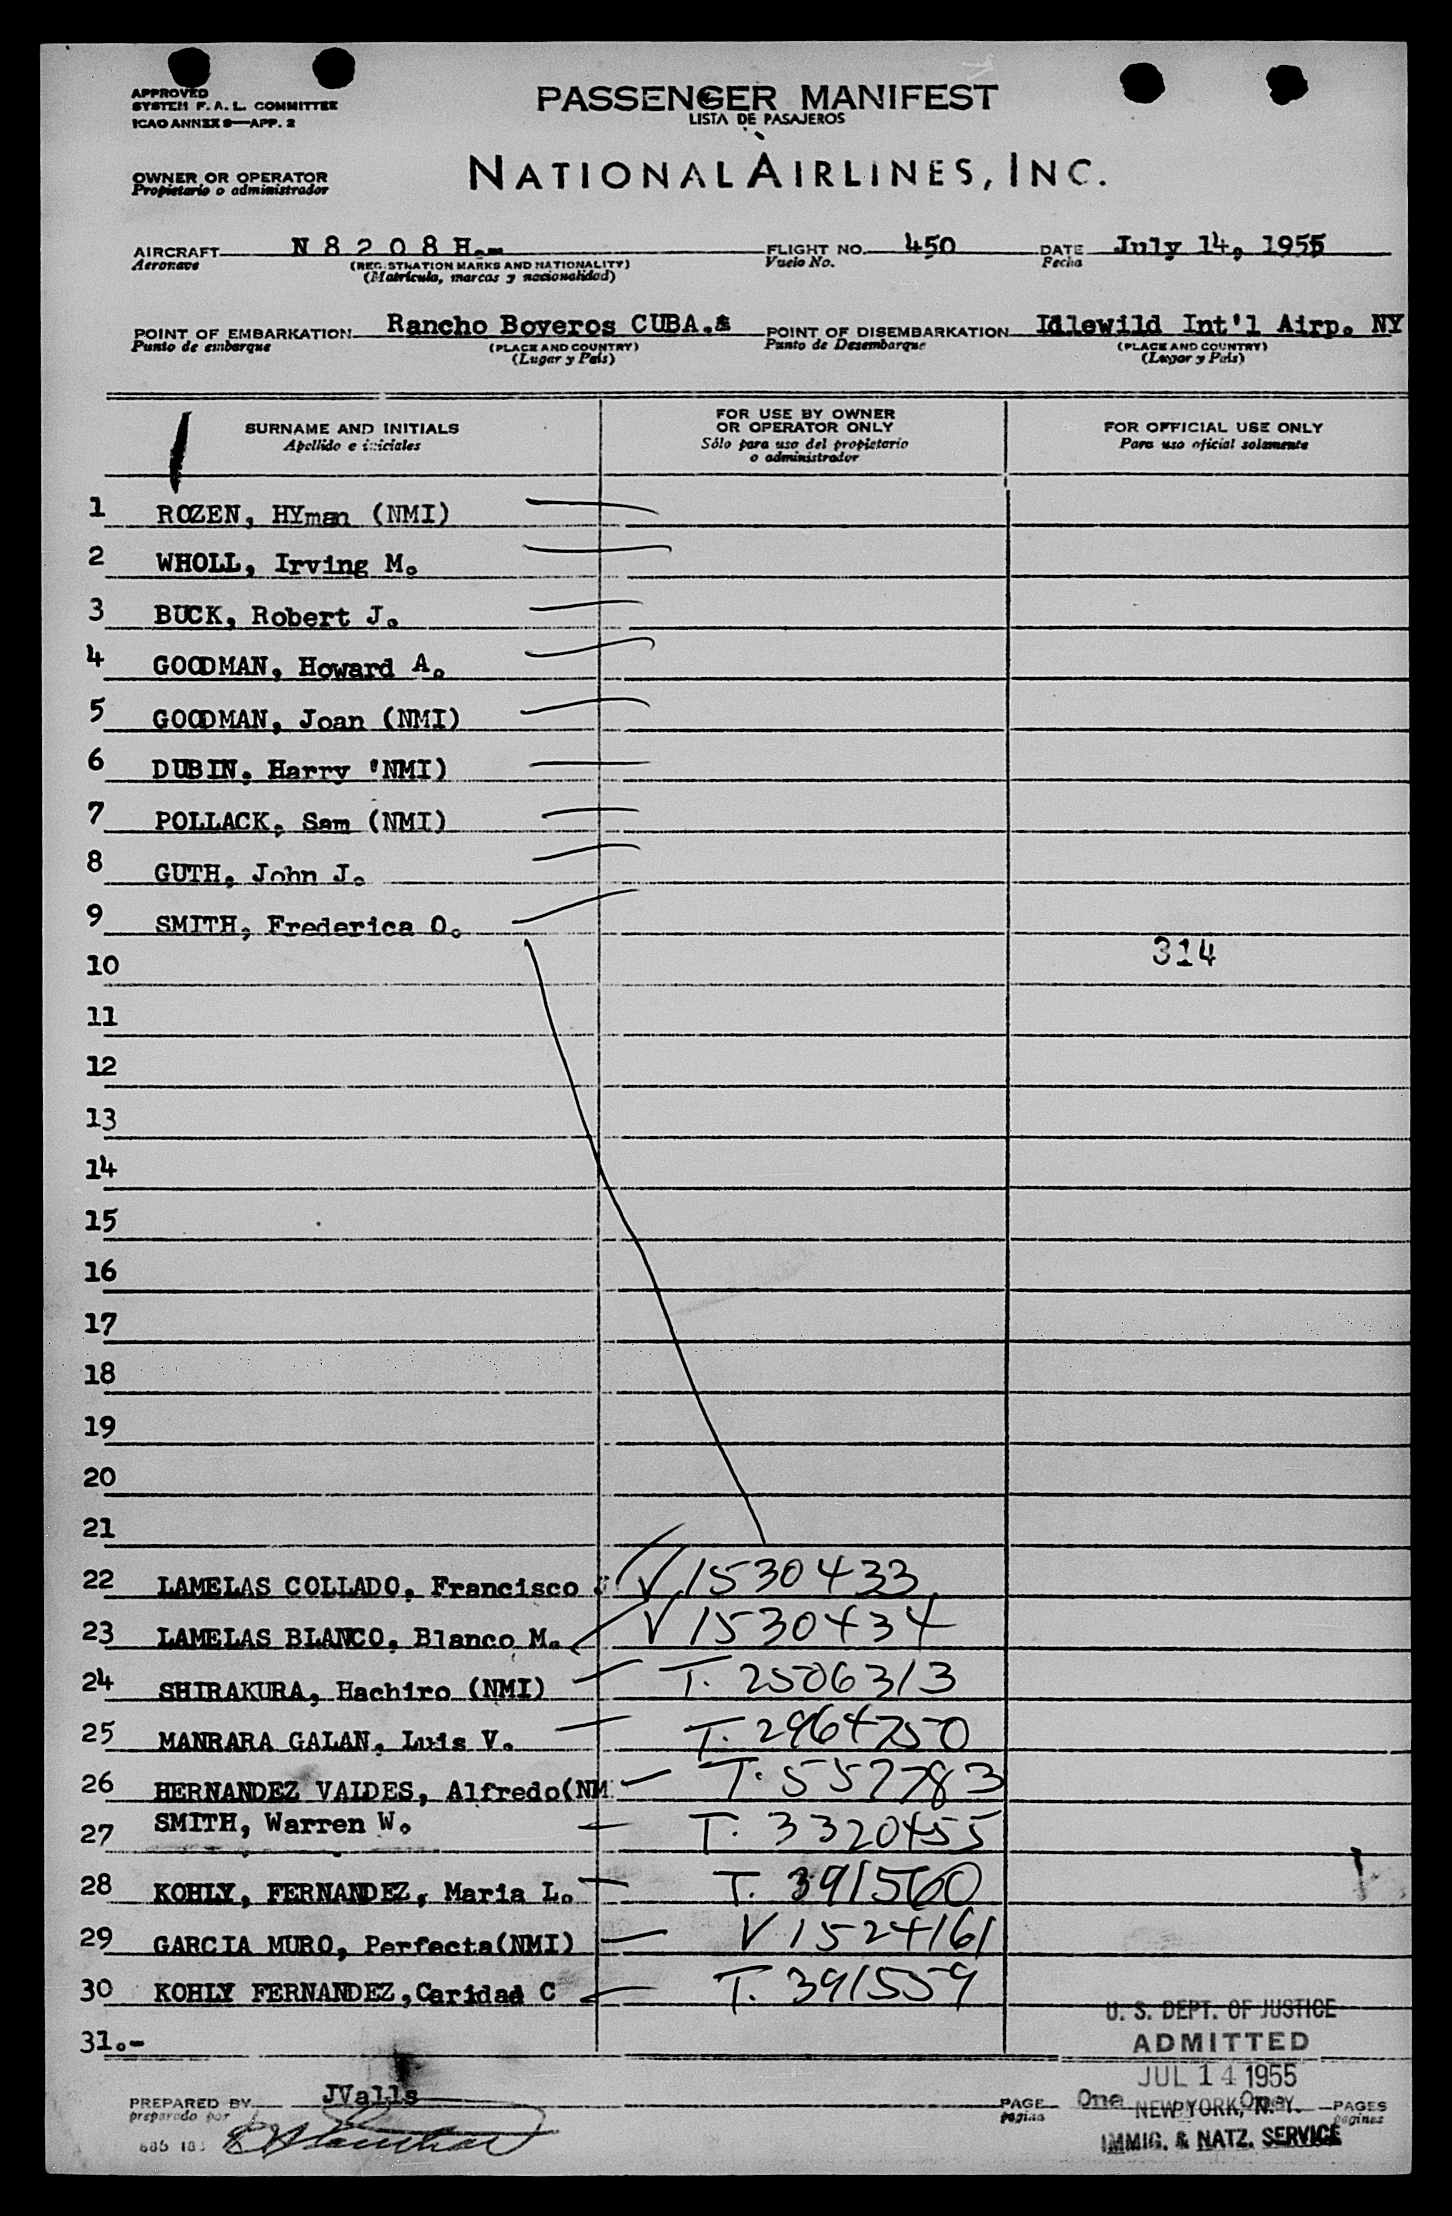 APPROVED
SYSTEM F. A. L. COMMITTEE
ICAO ANNEX 9—APP. 2
PASSENGER MANIFEST
LISTA DE PASAJEROS
OWNER OR OPERATOR
Propietario o administrador
NATIONAL AIRLINES, INC.
AIRCRAFT N 8 2 0 8 H.- FLIGHT NO. 450 DATE July 14, 1955
Aeronave (REGISTRATION MARKS AND NATIONALITY) Vuelo No. Fecha
(Matrícula, marcas y nacionalidad)
POINT OF EMBARKATION Rancho Boyeros CUBA. POINT OF DISEMBARKATION Idlewild Int'l Airp. NY
Punto de embarque (PLACE AND COUNTRY) Punto de Desembarque (PLACE AND COUNTRY)
(Lugar y País) (Lugar y País)
SURNAME AND INITIALS
Apellido e iniciales
FOR USE BY OWNER
OR OPERATOR ONLY
Sólo para uso del propietario
o administrador
FOR OFFICIAL USE ONLY
Para uso oficial solamente
1 ROZEN, HYman (NMI)
2 WHOLL, Irving M.
3 BUCK, Robert J.
4 GOODMAN, Howard A.
5 GOODMAN, Joan (NMI)
6 DUBIN, Harry 'NMI)
7 POLLACK, Sam (NMI)
8 GUTH, John J.
9 SMITH, Frederica O.
10 314
11
12
13
14
15
16
17
18
19
20
21
22 LAMELAS COLLADO, Francisco V 1530433
23 LAMELAS BLANCO, Blanco M. V 1530434
24 SHIRAKURA, Hachiro (NMI) T. 2506313
25 MANRARA GALAN, Luis V. T. 2964750
26 HERNANDEZ VALDES, Alfredo(NM T. 557783
27 SMITH, Warren W. T. 3320455
28 KOHLY, FERNANDEZ, Maria L. T. 391560
29 GARCIA MURO, Perfecta(NMI) V 1524161
30 KOHLY FERNANDEZ,Caridad C T. 391559
31.-
U. S. DEPT. OF JUSTICE
ADMITTED
JUL 14 1955
NEW YORK, N. Y.
IMMIG. & NATZ. SERVICE
PREPARED BY JValls PAGE One PAGES
preparado por página páginas